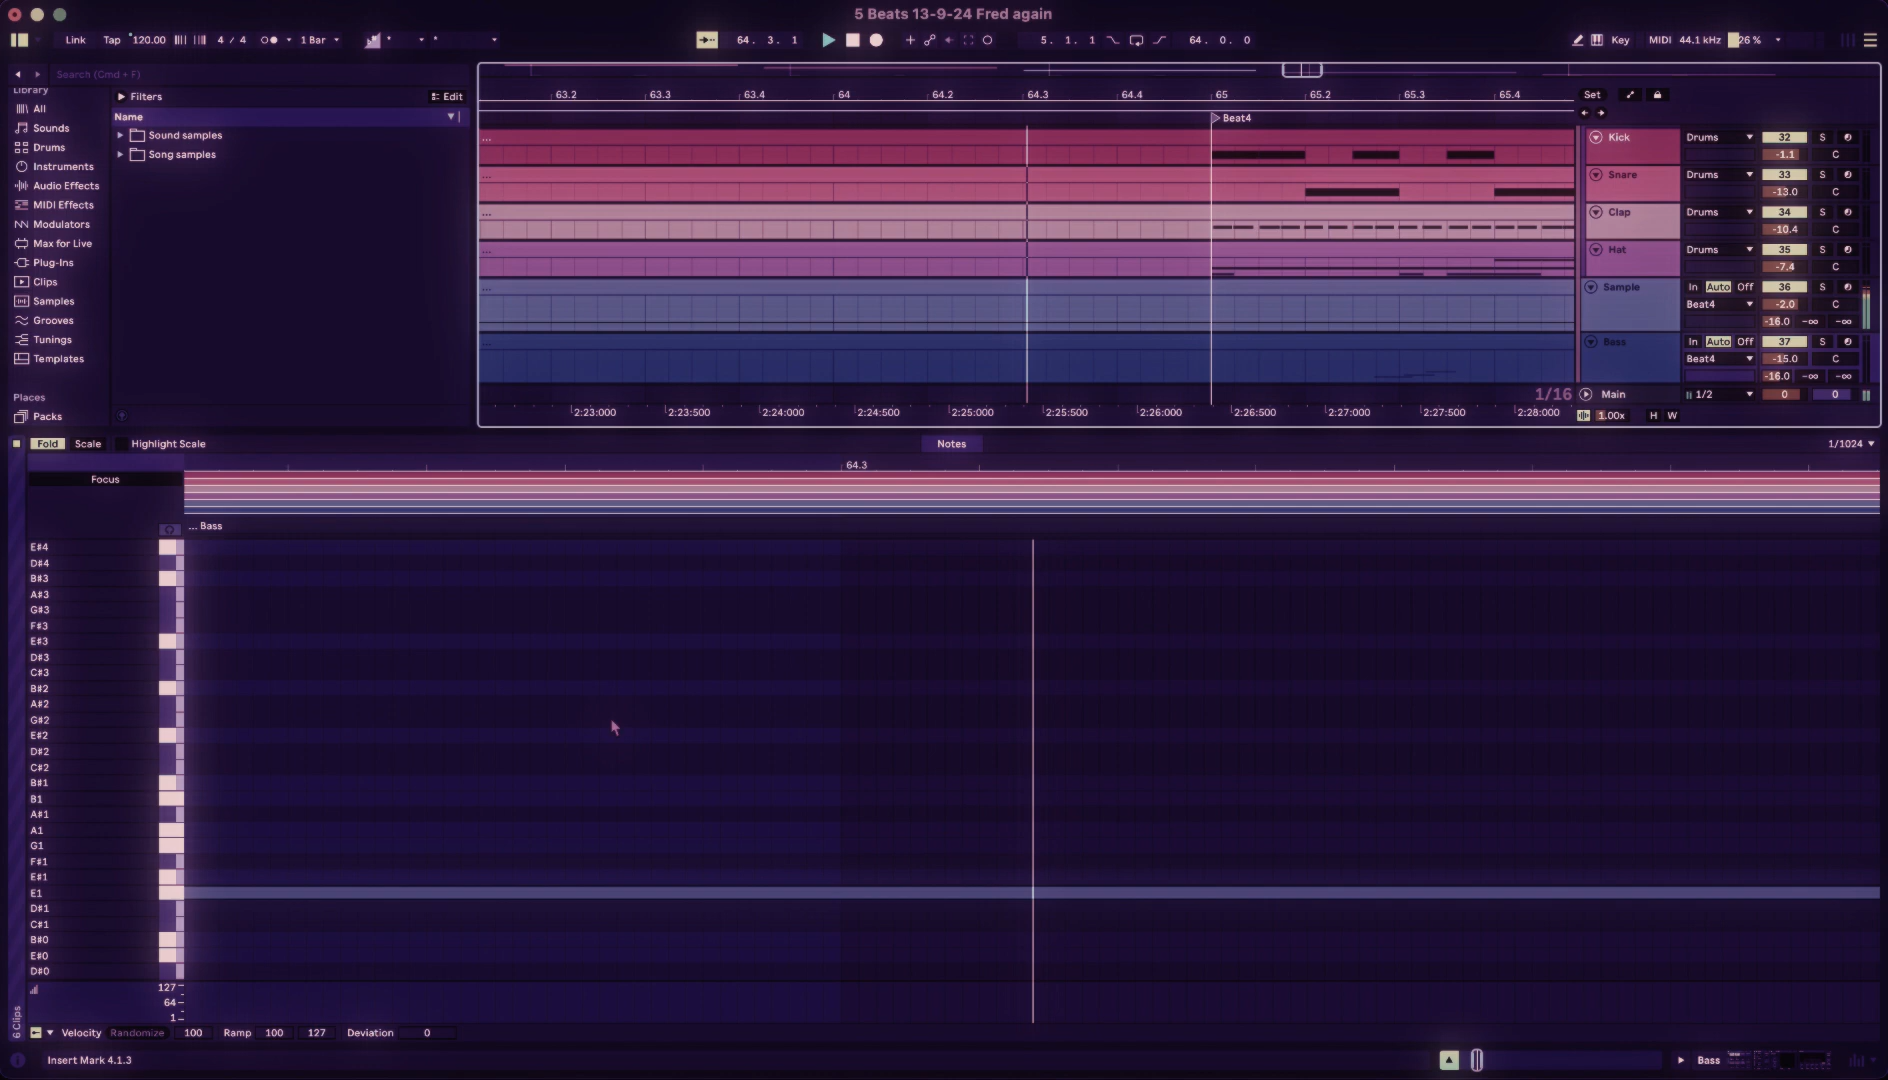 5 Beats 13-9-24 Fred again
Link Tap 120.00 4 / 4 1 Bar 64. 3. 1 5. 1. 1 64. 0. 0 Key MIDI 44.1 kHz 26 %
Search (Cmd + F)
Library
All
Sounds
Drums
Instruments
Audio Effects
MIDI Effects
Modulators
Max for Live
Plug-Ins
Clips
Samples
Grooves
Tunings
Templates
Places
Packs
Filters Edit
Name
Sound samples
Song samples
63.2 63.3 63.4 64 64.2 64.3 64.4 65 65.2 65.3 65.4 Set
Beat4
Kick Drums 32 S
-1.1 C
Snare Drums 33 S
-13.0 C
Clap Drums 34 S
-10.4 C
Hat Drums 35 S
-7.4 C
Sample In Auto Off 36 S
Beat4 -2.0 C
-16.0 -∞ -∞
Bass In Auto Off 37 S
Beat4 -15.0 C
-16.0 -∞ -∞
1/16 Main 1/2 0 0
2:23:000 2:23:500 2:24:000 2:24:500 2:25:000 2:25:500 2:26:000 2:26:500 2:27:000 2:27:500 2:28:000 1.00x H W
Fold Scale Highlight Scale Notes 1/1024
64.3
Focus
... Bass
E#4
D#4
B#3
A#3
G#3
F#3
E#3
D#3
C#3
B#2
A#2
G#2
E#2
D#2
C#2
B#1
B1
A#1
A1
G1
F#1
E#1
E1
D#1
C#1
B#0
E#0
D#0
127
64
1
6 Clips
Velocity Randomize 100 Ramp 100 127 Deviation 0
Insert Mark 4.1.3 Bass